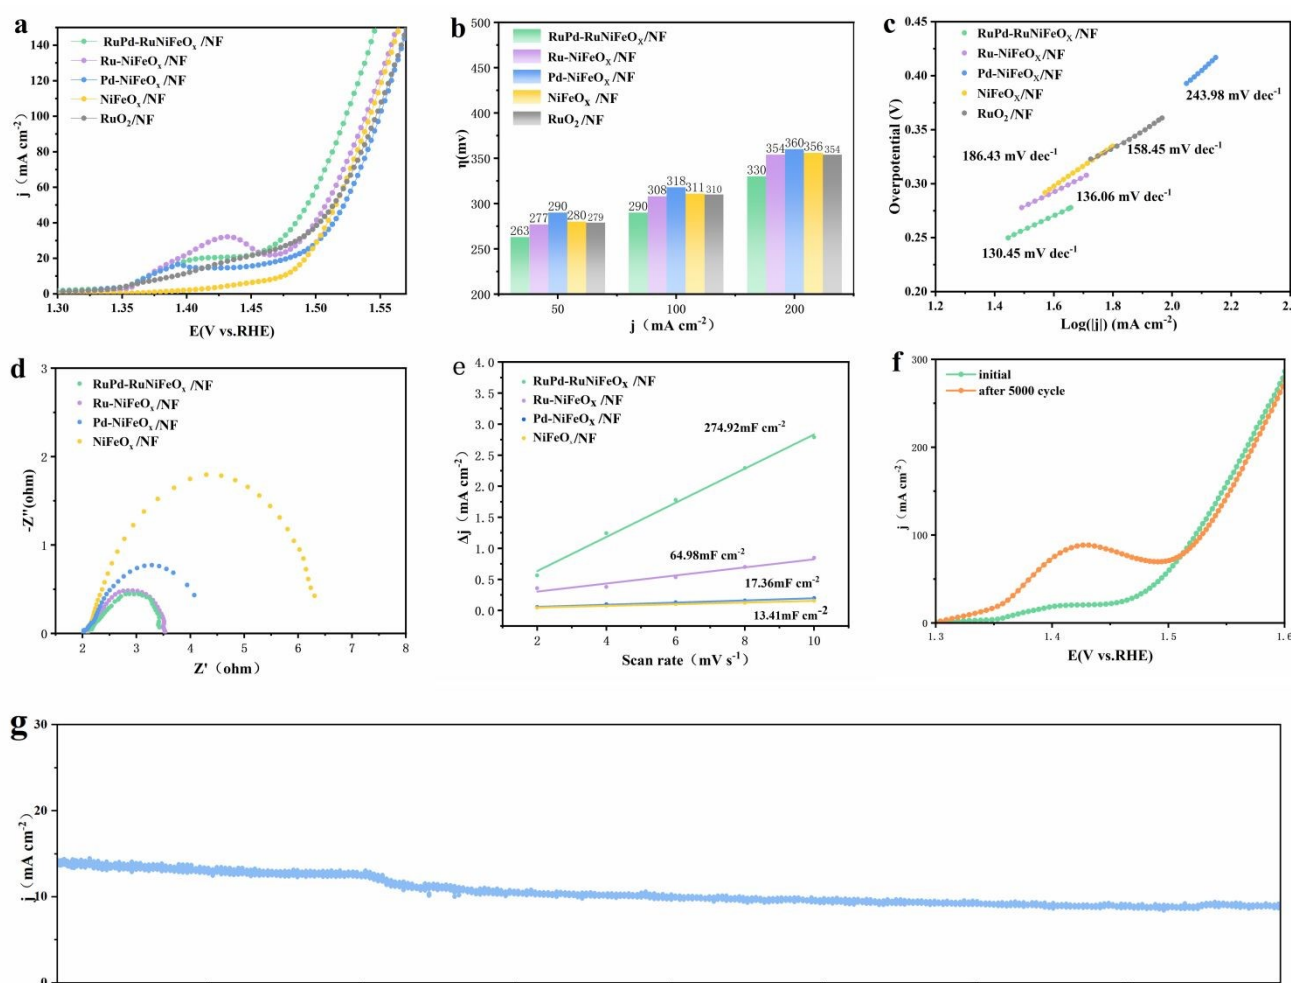 a
RuPd-RuNiFeOₓ/NF
Ru-NiFeOₓ/NF
Pd-NiFeOₓ/NF
NiFeOₓ/NF
RuO₂/NF
j (mA cm⁻²)
140
120
100
80
60
40
20
0
1.30
1.35
1.40
1.45
1.50
1.55
E(V vs.RHE)
b
RuPd-RuNiFeOₓ/NF
Ru-NiFeOₓ/NF
Pd-NiFeOₓ/NF
NiFeOₓ/NF
RuO₂/NF
η(mv)
500
450
400
350
300
250
200
263
277
290
280
279
290
308
318
311
310
330
354
360
356
354
50
100
200
j (mA cm⁻²)
c
RuPd-RuNiFeOₓ/NF
Ru-NiFeOₓ/NF
Pd-NiFeOₓ/NF
NiFeOₓ/NF
RuO₂/NF
243.98 mV dec⁻¹
186.43 mV dec⁻¹
158.45 mV dec⁻¹
136.06 mV dec⁻¹
130.45 mV dec⁻¹
Overpotential (V)
0.45
0.40
0.35
0.30
0.25
0.20
1.2
1.4
1.6
1.8
2.0
2.2
Log(|j|) (mA cm⁻²)
d
RuPd-RuNiFeOₓ/NF
Ru-NiFeOₓ/NF
Pd-NiFeOₓ/NF
NiFeOₓ/NF
-Z"(ohm)
3
2
1
0
1
2
3
4
5
6
7
8
Z' (ohm)
e
RuPd-RuNiFeOₓ /NF
Ru-NiFeOₓ /NF
Pd-NiFeOₓ /NF
NiFeOₓ/NF
274.92mF cm⁻²
64.98mF cm⁻²
17.36mF cm⁻²
13.41mF cm⁻²
Δj (mA cm⁻²)
4.0
3.5
3.0
2.5
2.0
1.5
1.0
0.5
0.0
2
4
6
8
10
Scan rate (mV s⁻¹)
f
initial
after 5000 cycle
j (mA cm⁻²)
300
200
100
0
1.3
1.4
1.5
1.6
E(V vs.RHE)
g
j (mA cm⁻²)
30
20
10
0